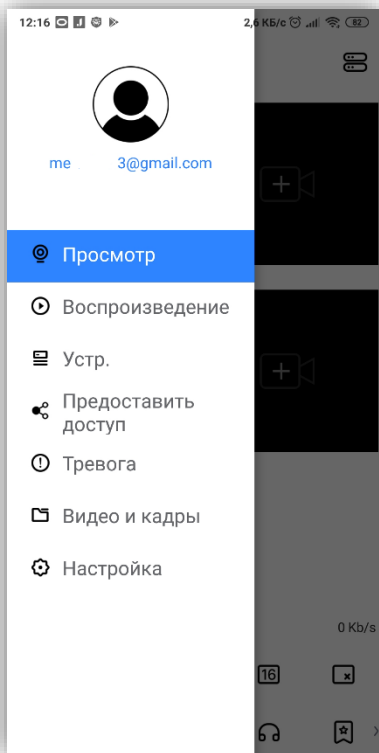 12:16
2,6 КБ/с 82
me 3@gmail.com
Просмотр
Воспроизведение
Устр.
Предоставить
доступ
Тревога
Видео и кадры
Настройка
0 Kb/s
16